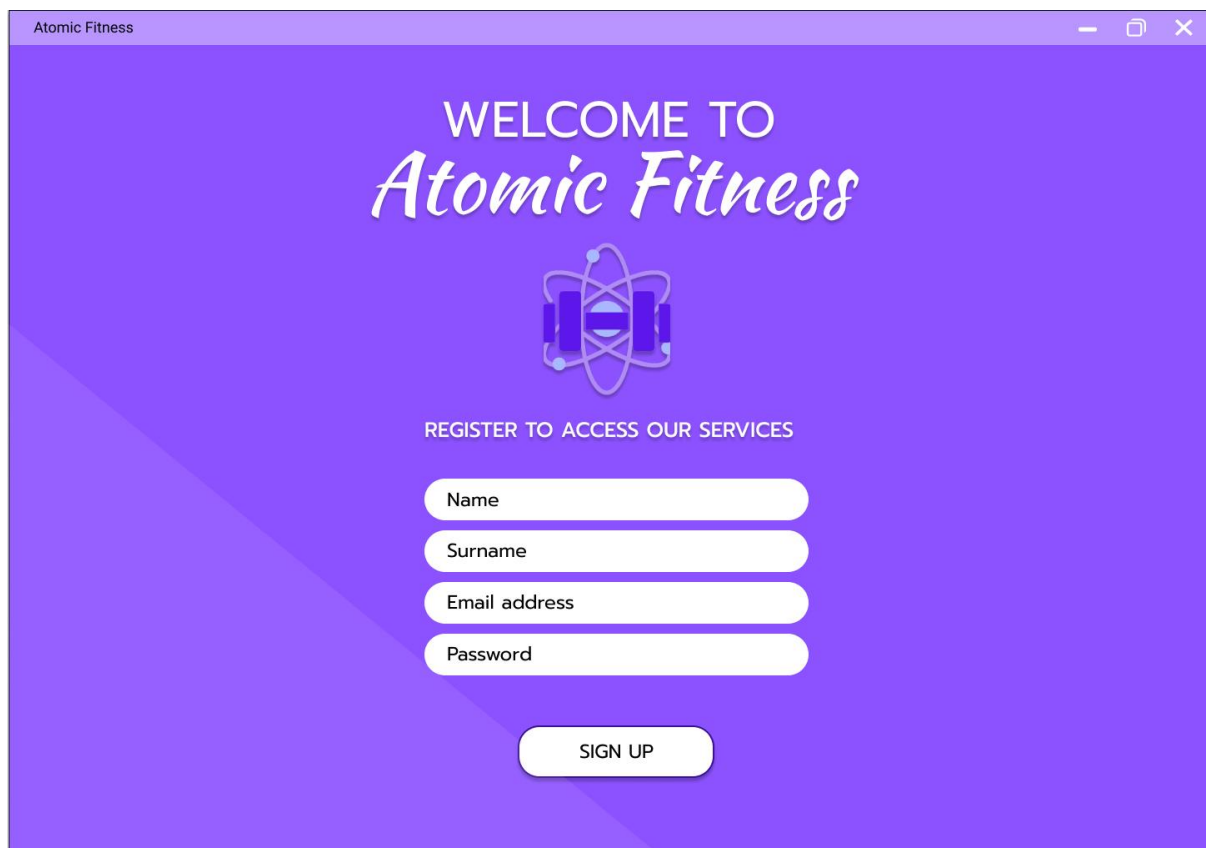 Atomic Fitness
WELCOME TO
Atomic Fitness
REGISTER TO ACCESS OUR SERVICES
Name
Surname
Email address
Password
SIGN UP